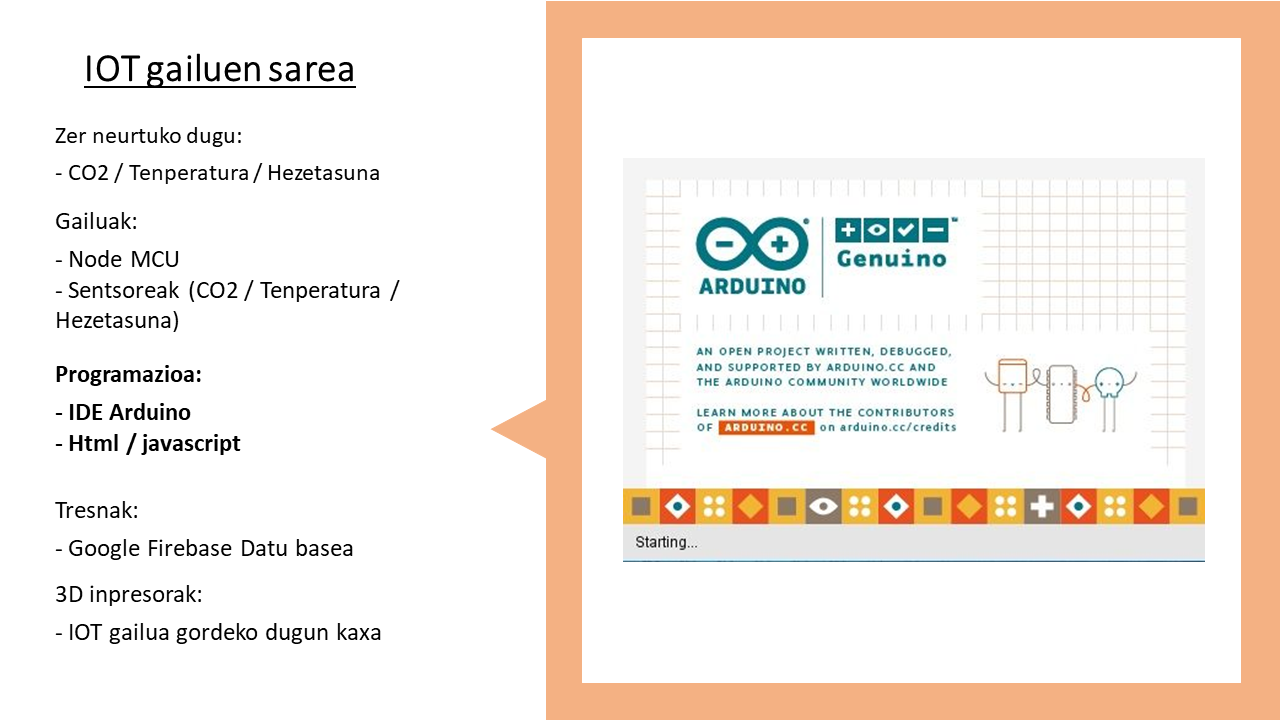 IOT gailuen sarea
Zer neurtuko dugu:
- CO2 / Tenperatura / Hezetasuna
Gailuak:
- Node MCU
- Sentsoreak (CO2 / Tenperatura /
Hezetasuna)
Programazioa:
- IDE Arduino
- Html / javascript
Tresnak:
- Google Firebase Datu basea
3D inpresorak:
- IOT gailua gordeko dugun kaxa
ARDUINO
Genuino
™
AN OPEN PROJECT WRITTEN, DEBUGGED,
AND SUPPORTED BY ARDUINO.CC AND
THE ARDUINO COMMUNITY WORLDWIDE
LEARN MORE ABOUT THE CONTRIBUTORS
OF ARDUINO.CC on arduino.cc/credits
Starting...